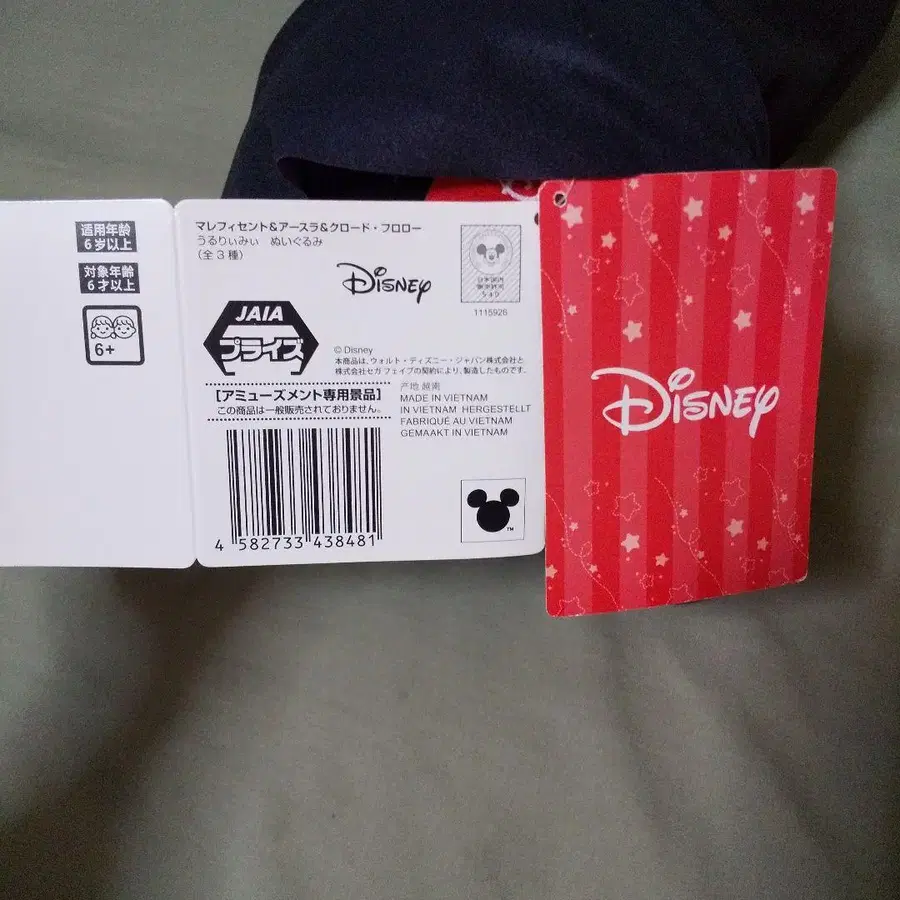 适用年龄
6岁以上
対象年齢
6才以上
6+
マレフィセント&アースラ&クロード・フロロー
うるりぃみぃ ぬいぐるみ
(全3種)
Disney
1115926
JAIA
プライズ
© Disney
本商品は、ウォルト・ディズニー・ジャパン株式会社と、
株式会社セガ フェイブの契約により、製造したものです。
[アミューズメント専用景品]
この商品は一般販売されておりません。
产地 越南
MADE IN VIETNAM
IN VIETNAM HERGESTELLT
FABRIQUÉ AU VIETNAM
GEMAAKT IN VIETNAM
4 582733 438481
TM
Disney